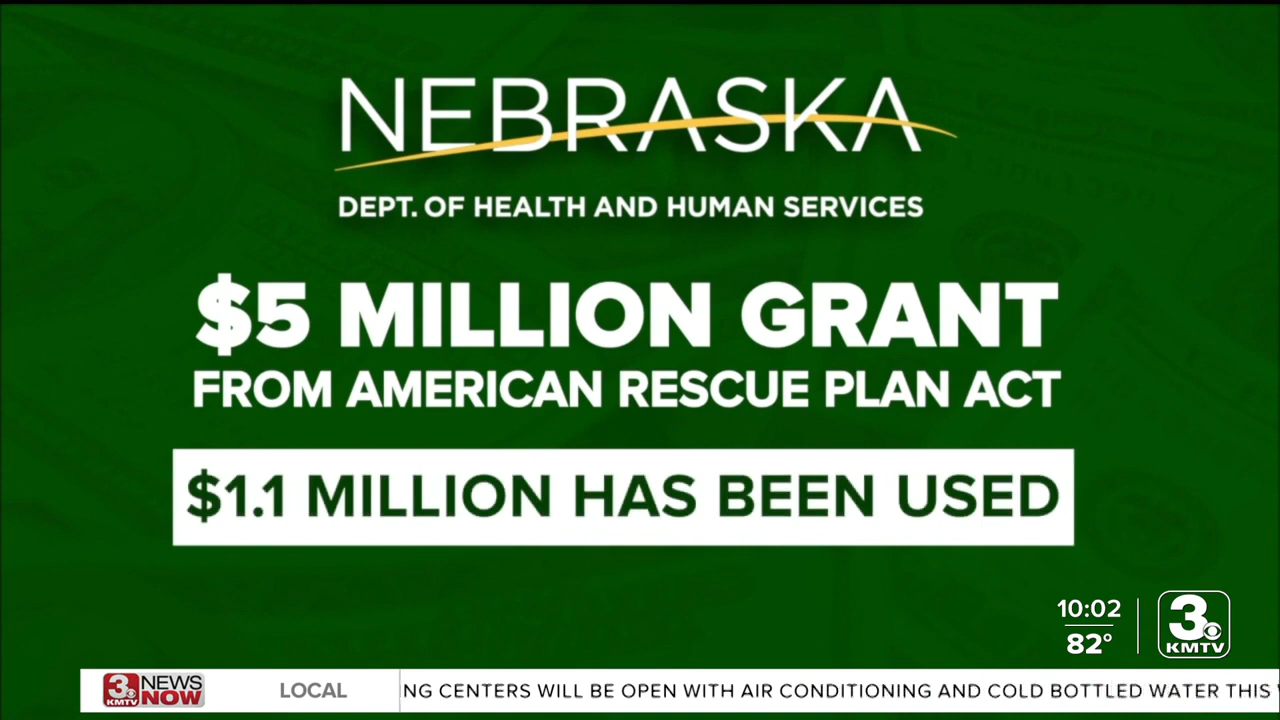 NEBRASKA
DEPT. OF HEALTH AND HUMAN SERVICES
$5 MILLION GRANT
FROM AMERICAN RESCUE PLAN ACT
$1.1 MILLION HAS BEEN USED
10:02
82°
3
KMTV
3 NEWS
KMTV NOW
LOCAL
NG CENTERS WILL BE OPEN WITH AIR CONDITIONING AND COLD BOTTLED WATER THIS